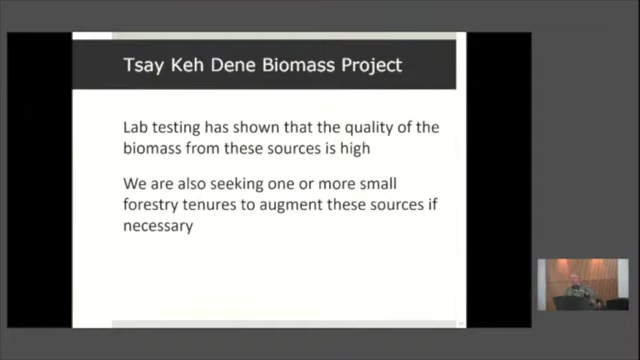 Tsay Keh Dene Biomass Project
Lab testing has shown that the quality of the
biomass from these sources is high
We are also seeking one or more small
forestry tenures to augment these sources if
necessary